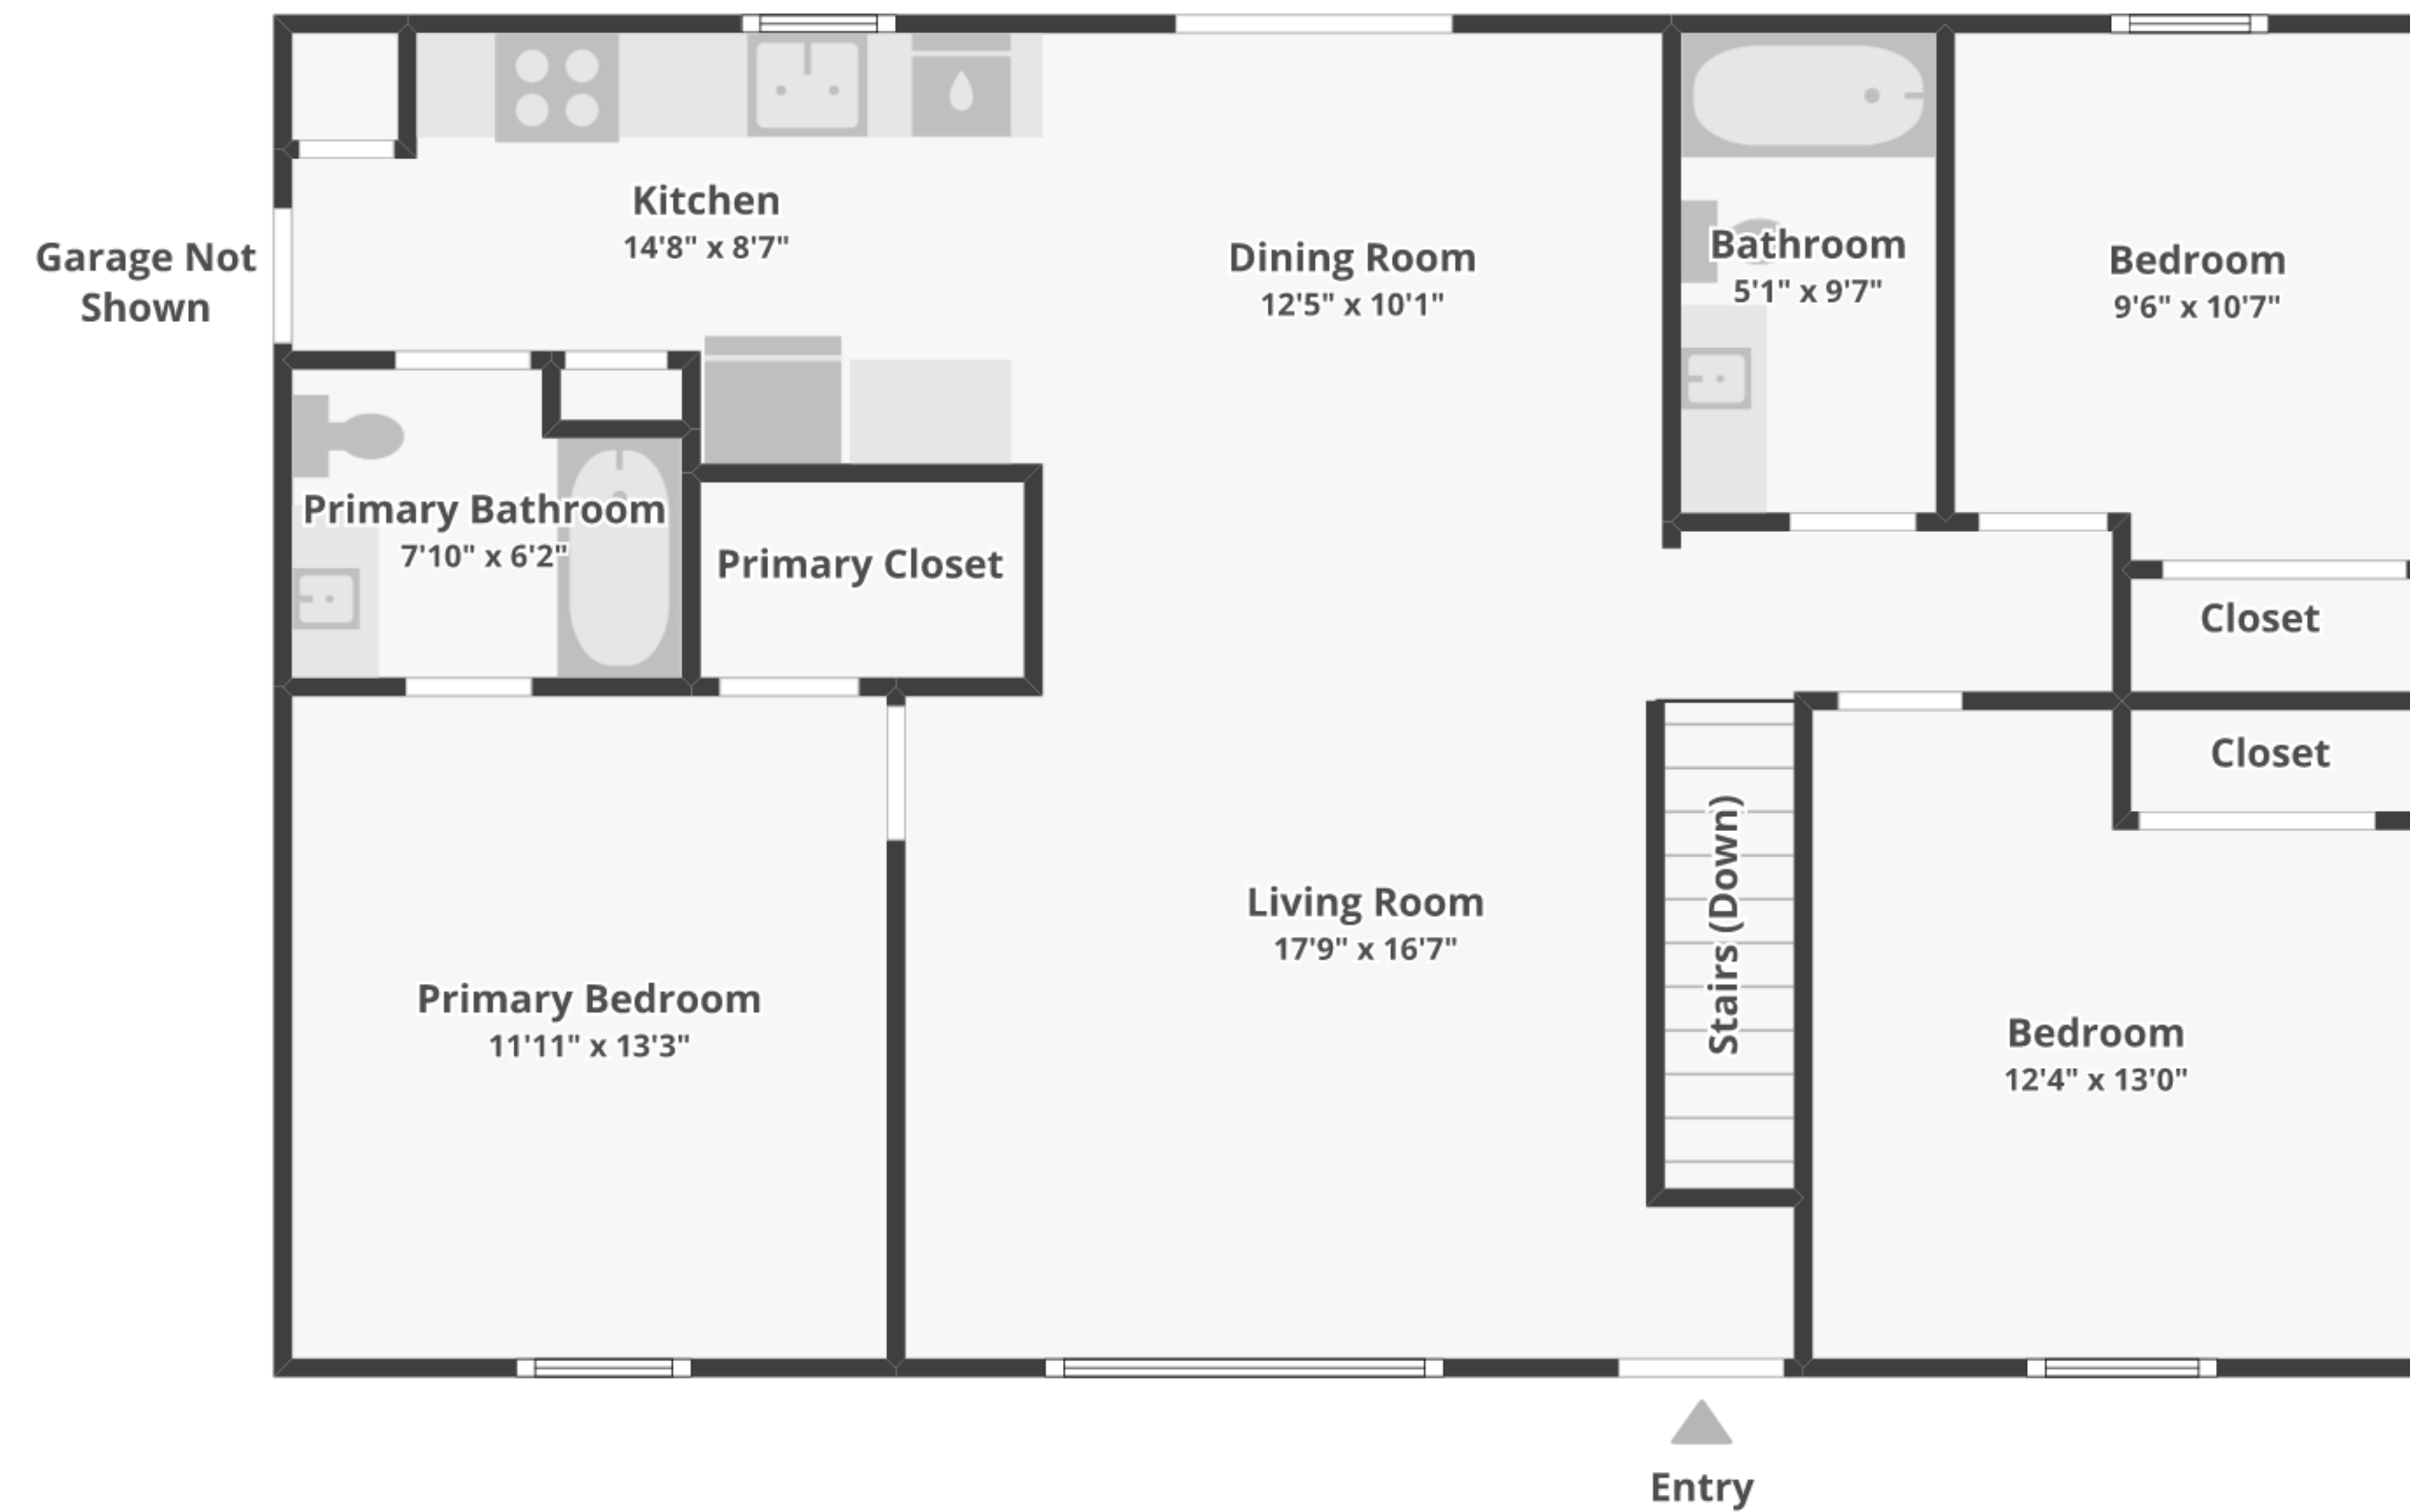 Kitchen
14'8" x 8'7"
Garage Not
Shown
Dining Room
12'5" x 10'1"
Bathroom
5'1" x 9'7"
Bedroom
9'6" x 10'7"
Primary Bathroom
7'10" x 6'2"
Primary Closet
Closet
Closet
Living Room
17'9" x 16'7"
Stairs (Down)
Primary Bedroom
11'11" x 13'3"
Bedroom
12'4" x 13'0"
Entry